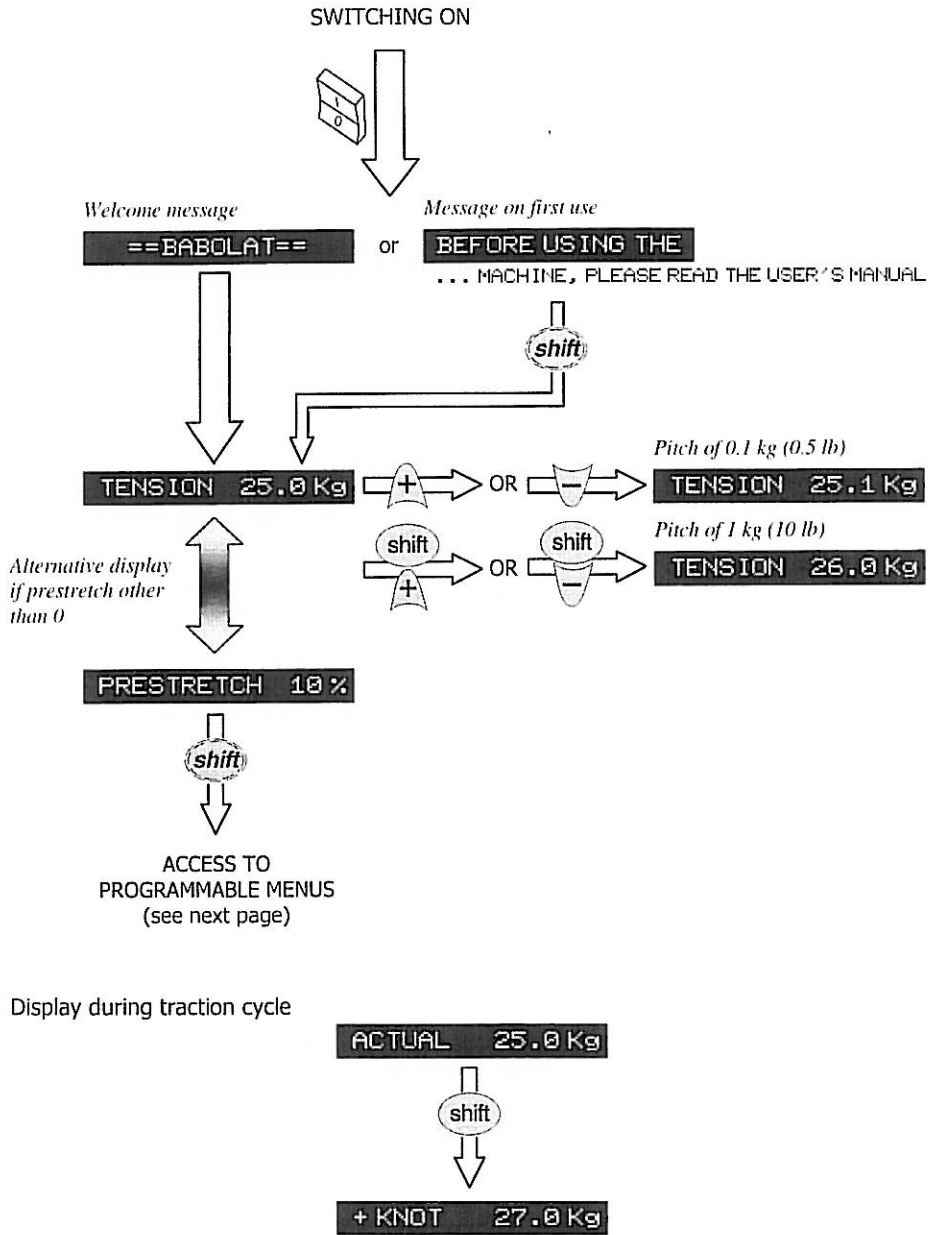 SWITCHING ON
1
0
Welcome message
Message on first use
==BABOLAT==
or
BEFORE USING THE
... MACHINE, PLEASE READ THE USER'S MANUAL
shift
TENSION 25.0 Kg
+
OR
−
Pitch of 0.1 kg (0.5 lb)
TENSION 25.1 Kg
shift
+
OR
shift
−
Pitch of 1 kg (10 lb)
TENSION 26.0 Kg
Alternative display
if prestretch other
than 0
PRESTRETCH 10 %
shift
ACCESS TO
PROGRAMMABLE MENUS
(see next page)
Display during traction cycle
ACTUAL 25.0 Kg
shift
+ KNOT 27.0 Kg